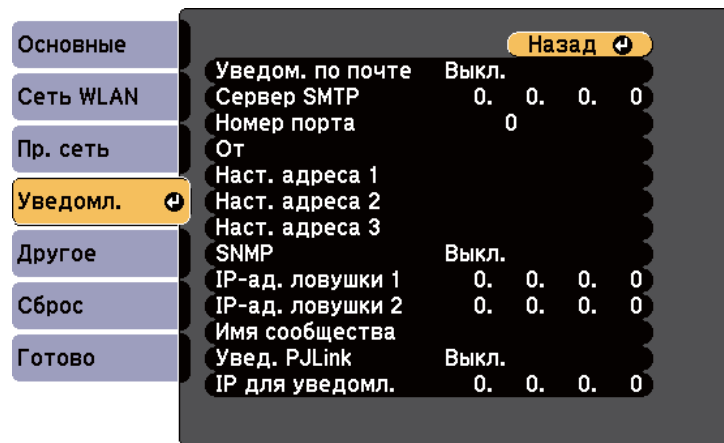 Основные
Сеть WLAN
Пр. сеть
Уведомл.
Другое
Сброс
Готово
Назад
Уведом. по почте Выкл.
Сервер SMTP 0. 0. 0. 0
Номер порта 0
От
Наст. адреса 1
Наст. адреса 2
Наст. адреса 3
SNMP Выкл.
IP-ад. ловушки 1 0. 0. 0. 0
IP-ад. ловушки 2 0. 0. 0. 0
Имя сообщества
Увед. PJLink Выкл.
IP для уведомл. 0. 0. 0. 0